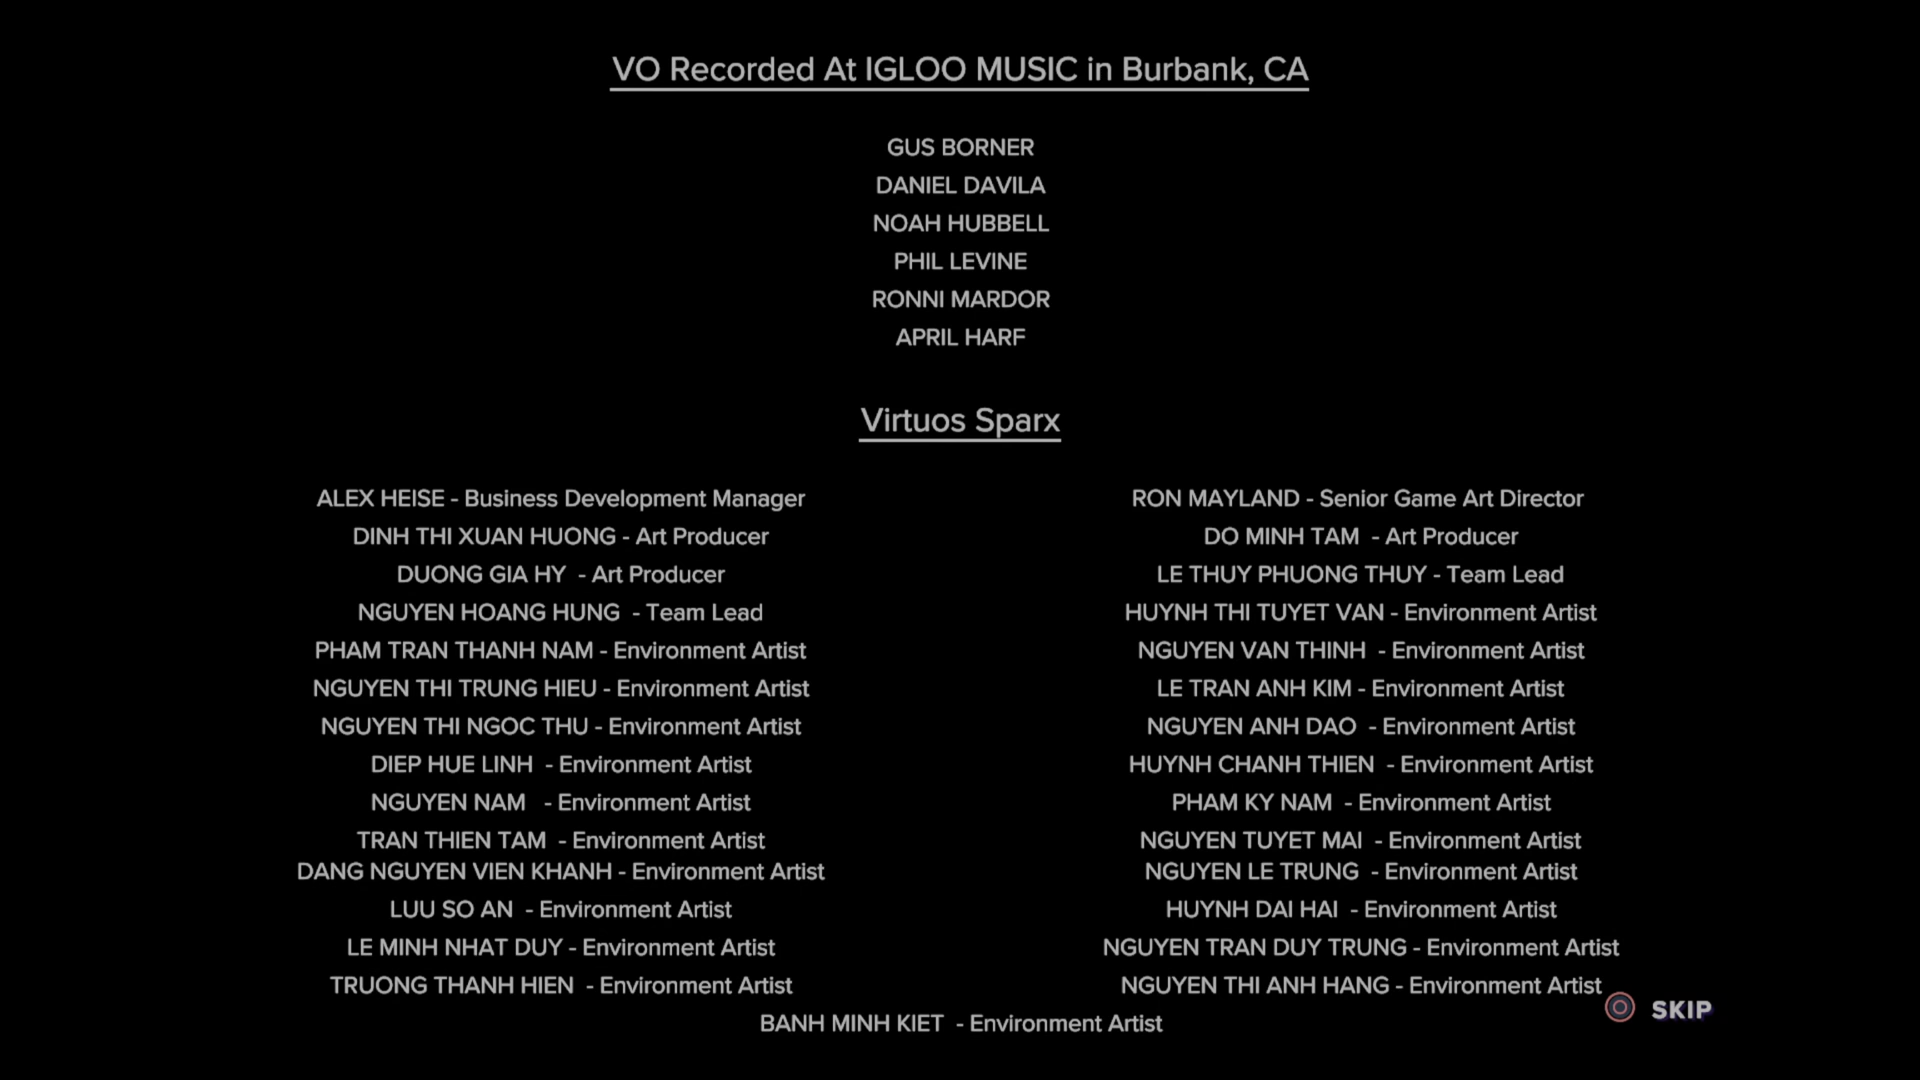 VO Recorded At IGLOO MUSIC in Burbank, CA
GUS BORNER
DANIEL DAVILA
NOAH HUBBELL
PHIL LEVINE
RONNI MARDOR
APRIL HARF
Virtuos Sparx
ALEX HEISE - Business Development Manager
RON MAYLAND - Senior Game Art Director
DINH THI XUAN HUONG - Art Producer
DO MINH TAM - Art Producer
DUONG GIA HY - Art Producer
LE THUY PHUONG THUY - Team Lead
NGUYEN HOANG HUNG - Team Lead
HUYNH THI TUYET VAN - Environment Artist
PHAM TRAN THANH NAM - Environment Artist
NGUYEN VAN THINH - Environment Artist
NGUYEN THI TRUNG HIEU - Environment Artist
LE TRAN ANH KIM - Environment Artist
NGUYEN THI NGOC THU - Environment Artist
NGUYEN ANH DAO - Environment Artist
DIEP HUE LINH - Environment Artist
HUYNH CHANH THIEN - Environment Artist
NGUYEN NAM - Environment Artist
PHAM KY NAM - Environment Artist
TRAN THIEN TAM - Environment Artist
NGUYEN TUYET MAI - Environment Artist
DANG NGUYEN VIEN KHANH - Environment Artist
NGUYEN LE TRUNG - Environment Artist
LUU SO AN - Environment Artist
HUYNH DAI HAI - Environment Artist
LE MINH NHAT DUY - Environment Artist
NGUYEN TRAN DUY TRUNG - Environment Artist
TRUONG THANH HIEN - Environment Artist
NGUYEN THI ANH HANG - Environment Artist
BANH MINH KIET - Environment Artist
SKIP